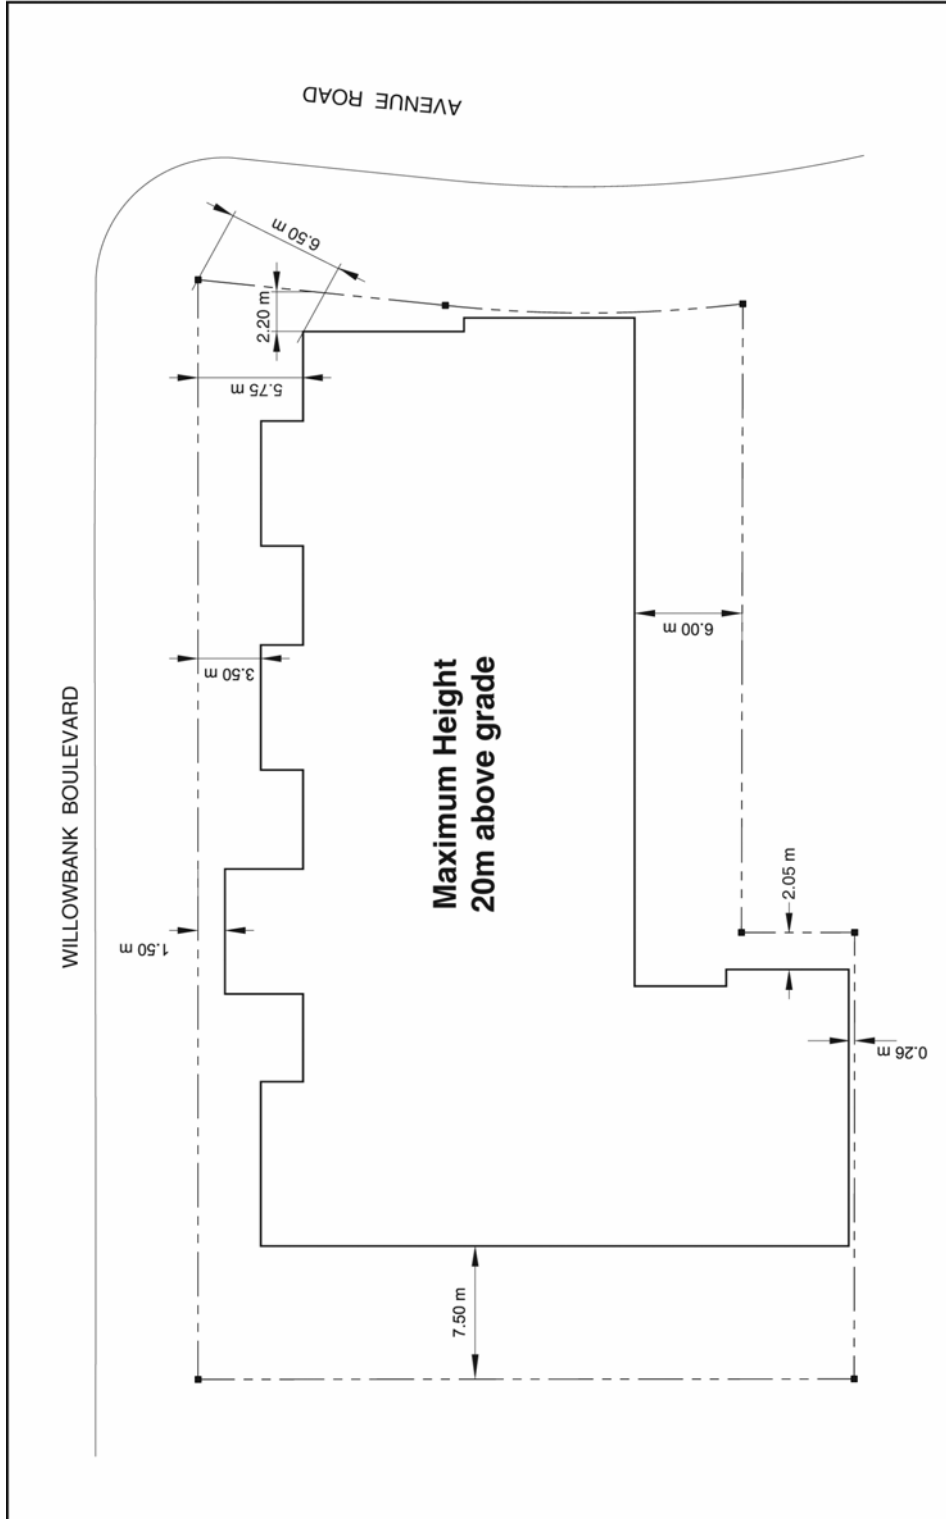 AVENUE ROAD
6.50 m
2.20 m
5.75 m
3.50 m
6.00 m
WILLOWBANK BOULEVARD
Maximum Height
20m above grade
1.50 m
2.05 m
0.26 m
7.50 m